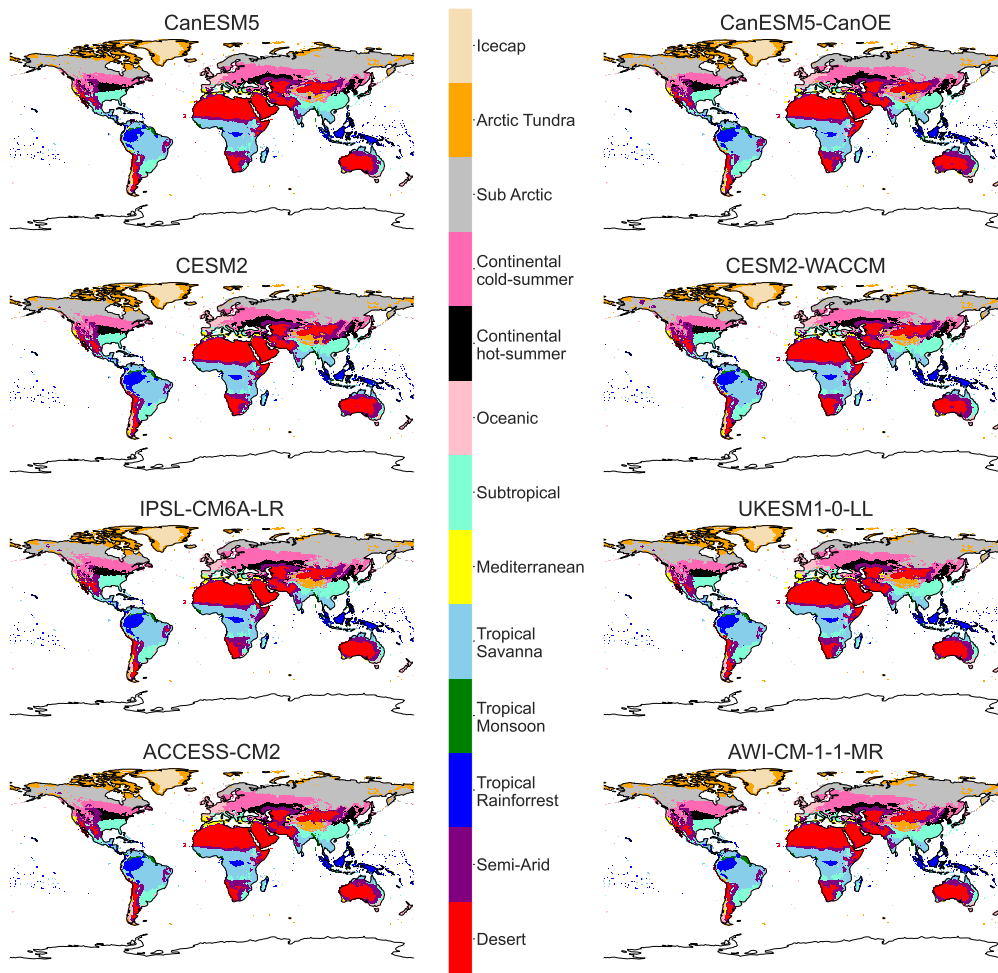 CanESM5
CanESM5-CanOE
CESM2
CESM2-WACCM
IPSL-CM6A-LR
UKESM1-0-LL
ACCESS-CM2
AWI-CM-1-1-MR
Icecap
Arctic Tundra
Sub Arctic
Continental
cold-summer
Continental
hot-summer
Oceanic
Subtropical
Mediterranean
Tropical
Savanna
Tropical
Monsoon
Tropical
Rainforrest
Semi-Arid
Desert